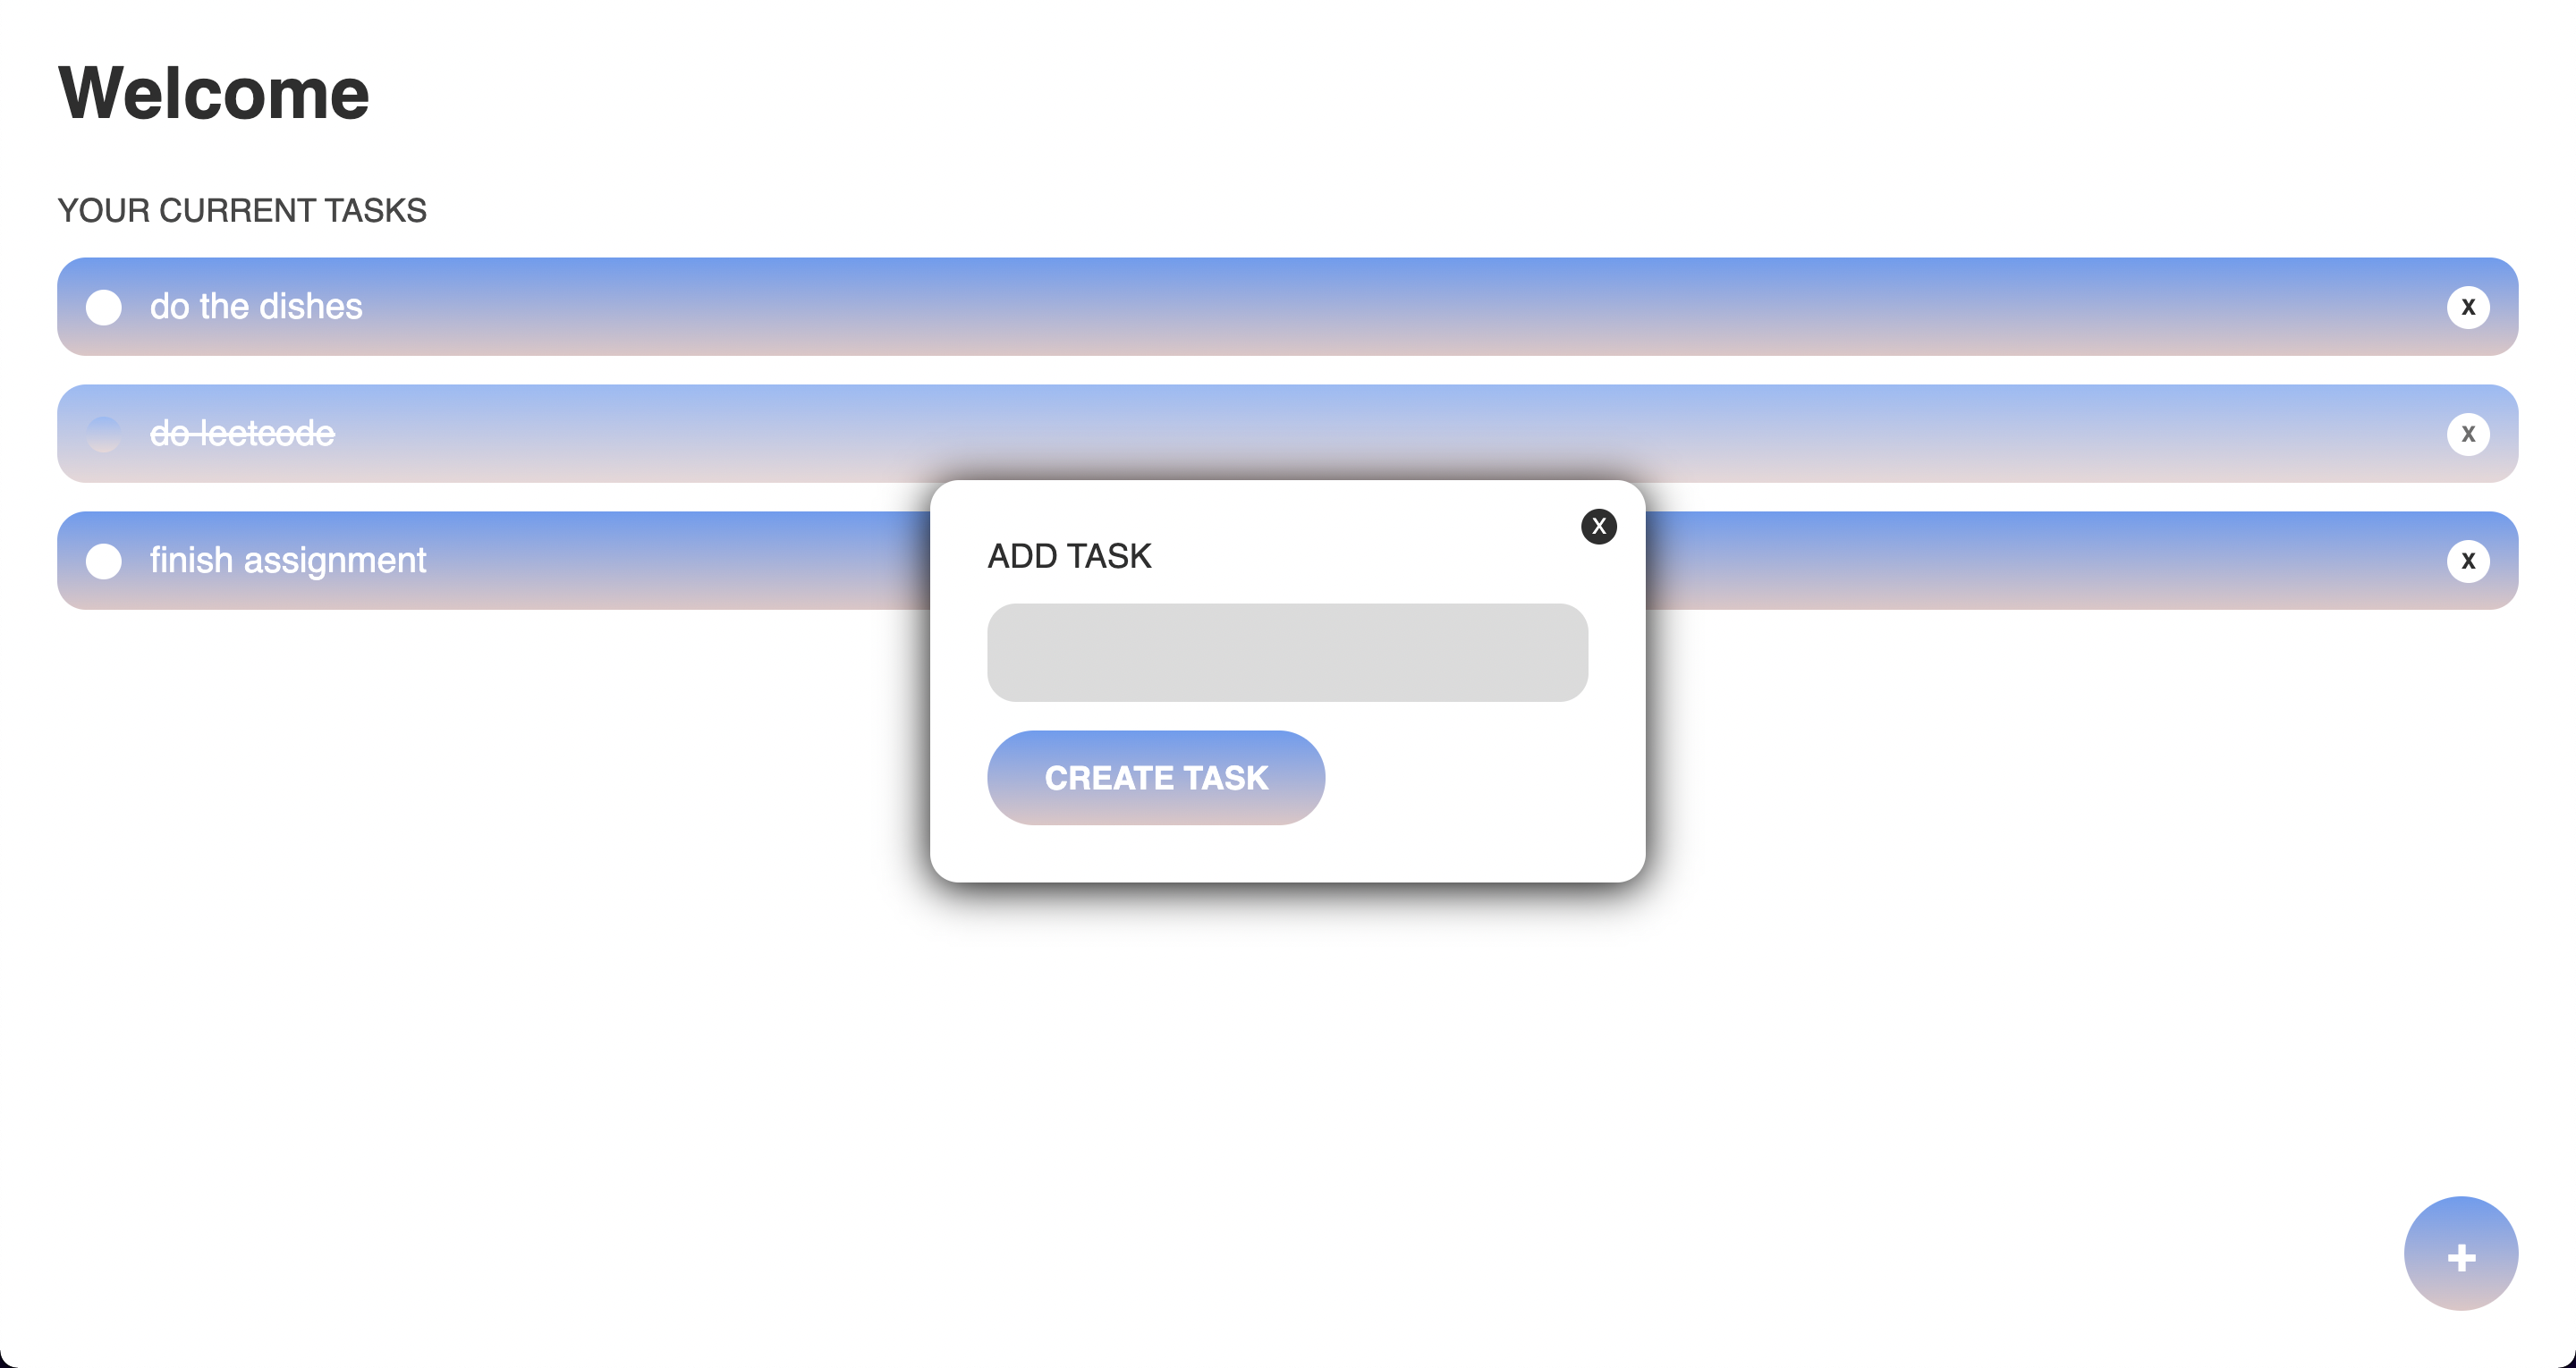 Welcome
YOUR CURRENT TASKS
do the dishes
X
do leetcode
X
finish assignment
X
X
ADD TASK
CREATE TASK
+